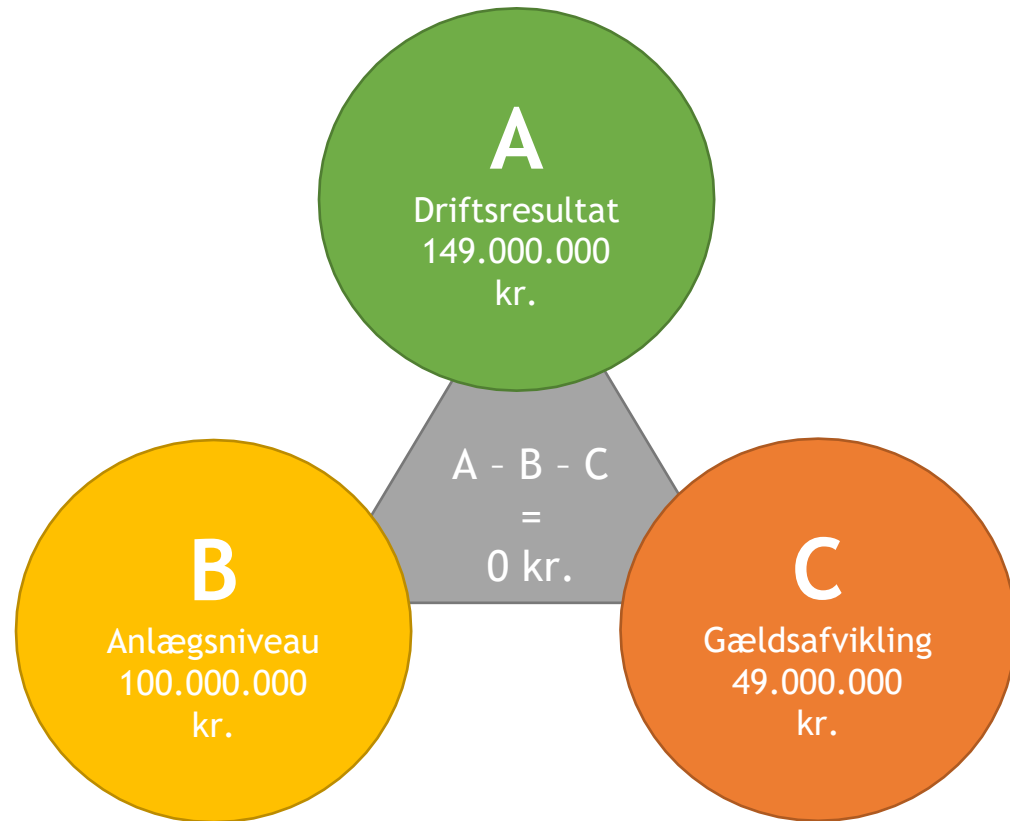 A
Driftsresultat
149.000.000
kr.
A – B – C
=
0 kr.
B
Anlægsniveau
100.000.000
kr.
C
Gældsafvikling
49.000.000
kr.